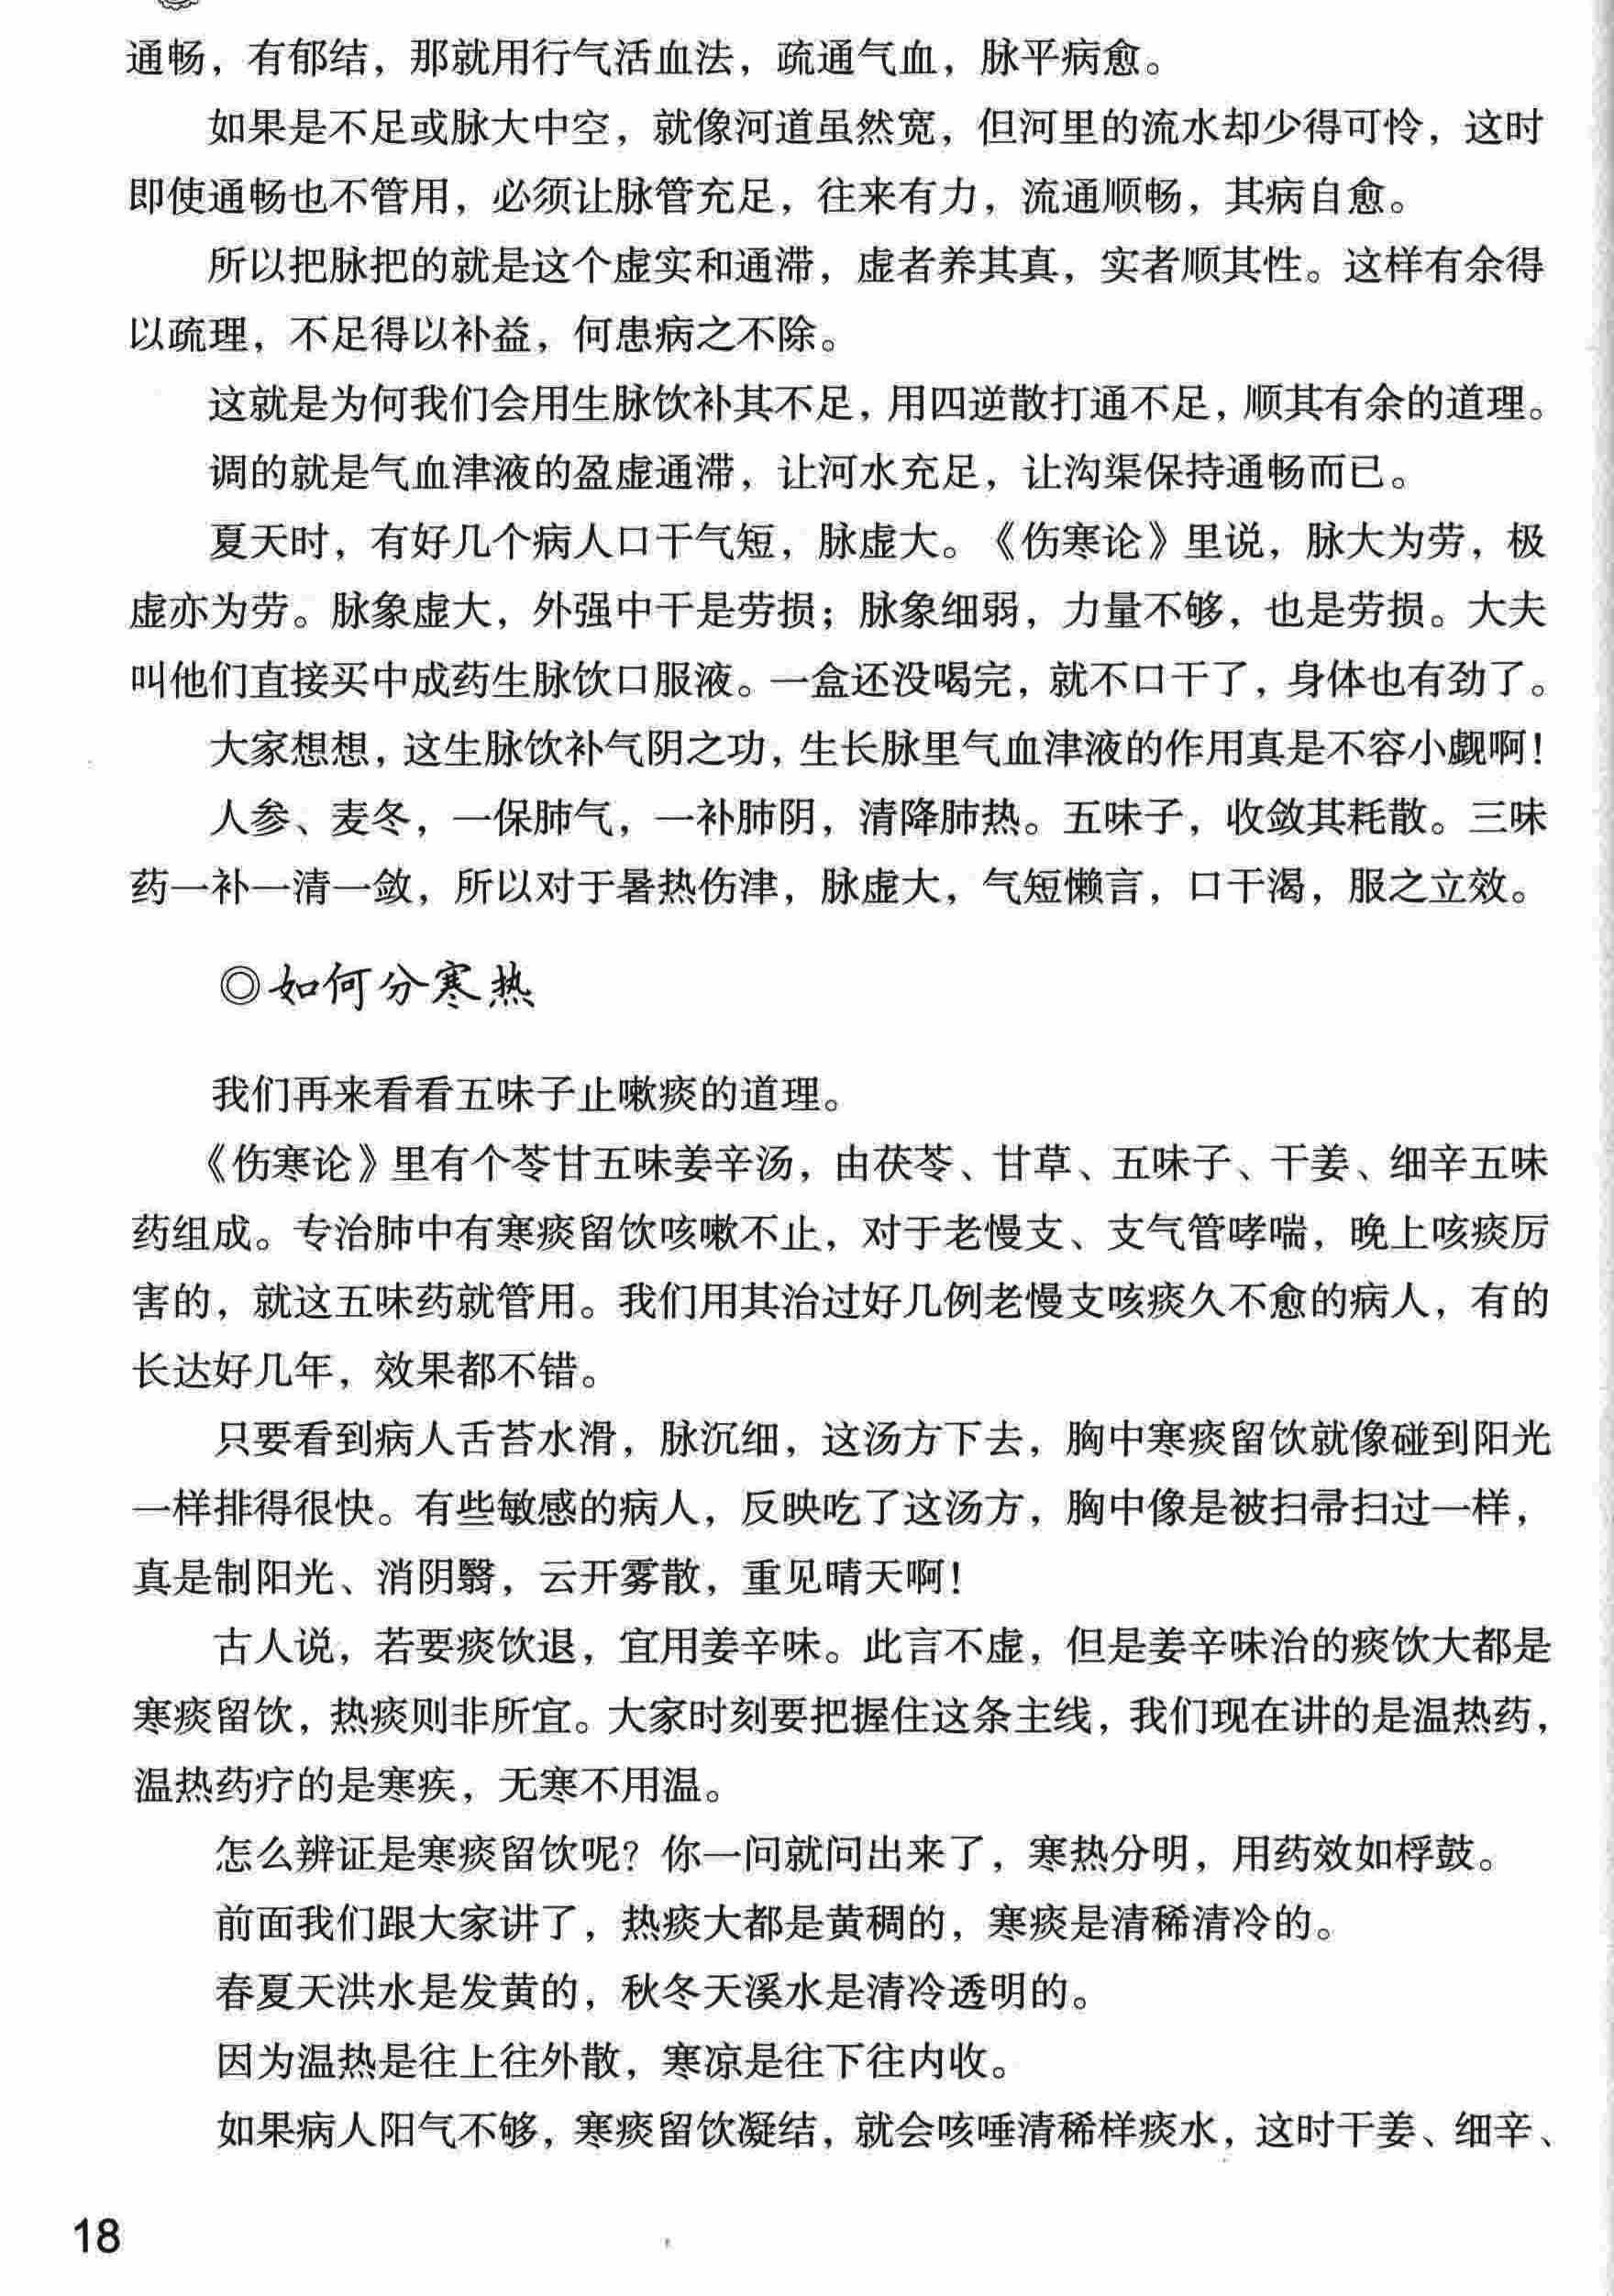 通畅，有郁结，那就用行气活血法，疏通气血，脉平病愈。
如果是不足或脉大中空，就像河道虽然宽，但河里的流水却少得可怜，这时
即使通畅也不管用，必须让脉管充足，往来有力，流通顺畅，其病自愈。
所以把脉把的就是这个虚实和通滞，虚者养其真，实者顺其性。这样有余得
以疏理，不足得以补益，何患病之不除。
这就是为何我们会用生脉饮补其不足，用四逆散打通不足，顺其有余的道理。
调的就是气血津液的盈虚通滞，让河水充足，让沟渠保持通畅而已。
夏天时，有好几个病人口干气短，脉虚大。《伤寒论》里说，脉大为劳，极
虚亦为劳。脉象虚大，外强中干是劳损；脉象细弱，力量不够，也是劳损。大夫
叫他们直接买中成药生脉饮口服液。一盒还没喝完，就不口干了，身体也有劲了。
大家想想，这生脉饮补气阴之功，生长脉里气血津液的作用真是不容小觑啊！
人参、麦冬，一保肺气，一补肺阴，清降肺热。五味子，收敛其耗散。三味
药一补一清一敛，所以对于暑热伤津，脉虚大，气短懒言，口干渴，服之立效。
◎如何分寒热
我们再来看看五味子止嗽痰的道理。
《伤寒论》里有个苓甘五味姜辛汤，由茯苓、甘草、五味子、干姜、细辛五味
药组成。专治肺中有寒痰留饮咳嗽不止，对于老慢支、支气管哮喘，晚上咳痰厉
害的，就这五味药就管用。我们用其治过好几例老慢支咳痰久不愈的病人，有的
长达好几年，效果都不错。
只要看到病人舌苔水滑，脉沉细，这汤方下去，胸中寒痰留饮就像碰到阳光
一样排得很快。有些敏感的病人，反映吃了这汤方，胸中像是被扫帚扫过一样，
真是制阳光、消阴翳，云开雾散，重见晴天啊！
古人说，若要痰饮退，宜用姜辛味。此言不虚，但是姜辛味治的痰饮大都是
寒痰留饮，热痰则非所宜。大家时刻要把握住这条主线，我们现在讲的是温热药，
温热药疗的是寒疾，无寒不用温。
怎么辨证是寒痰留饮呢？你一问就问出来了，寒热分明，用药效如桴鼓。
前面我们跟大家讲了，热痰大都是黄稠的，寒痰是清稀清冷的。
春夏天洪水是发黄的，秋冬天溪水是清冷透明的。
因为温热是往上往外散，寒凉是往下往内收。
如果病人阳气不够，寒痰留饮凝结，就会咳唾清稀样痰水，这时干姜、细辛、
18